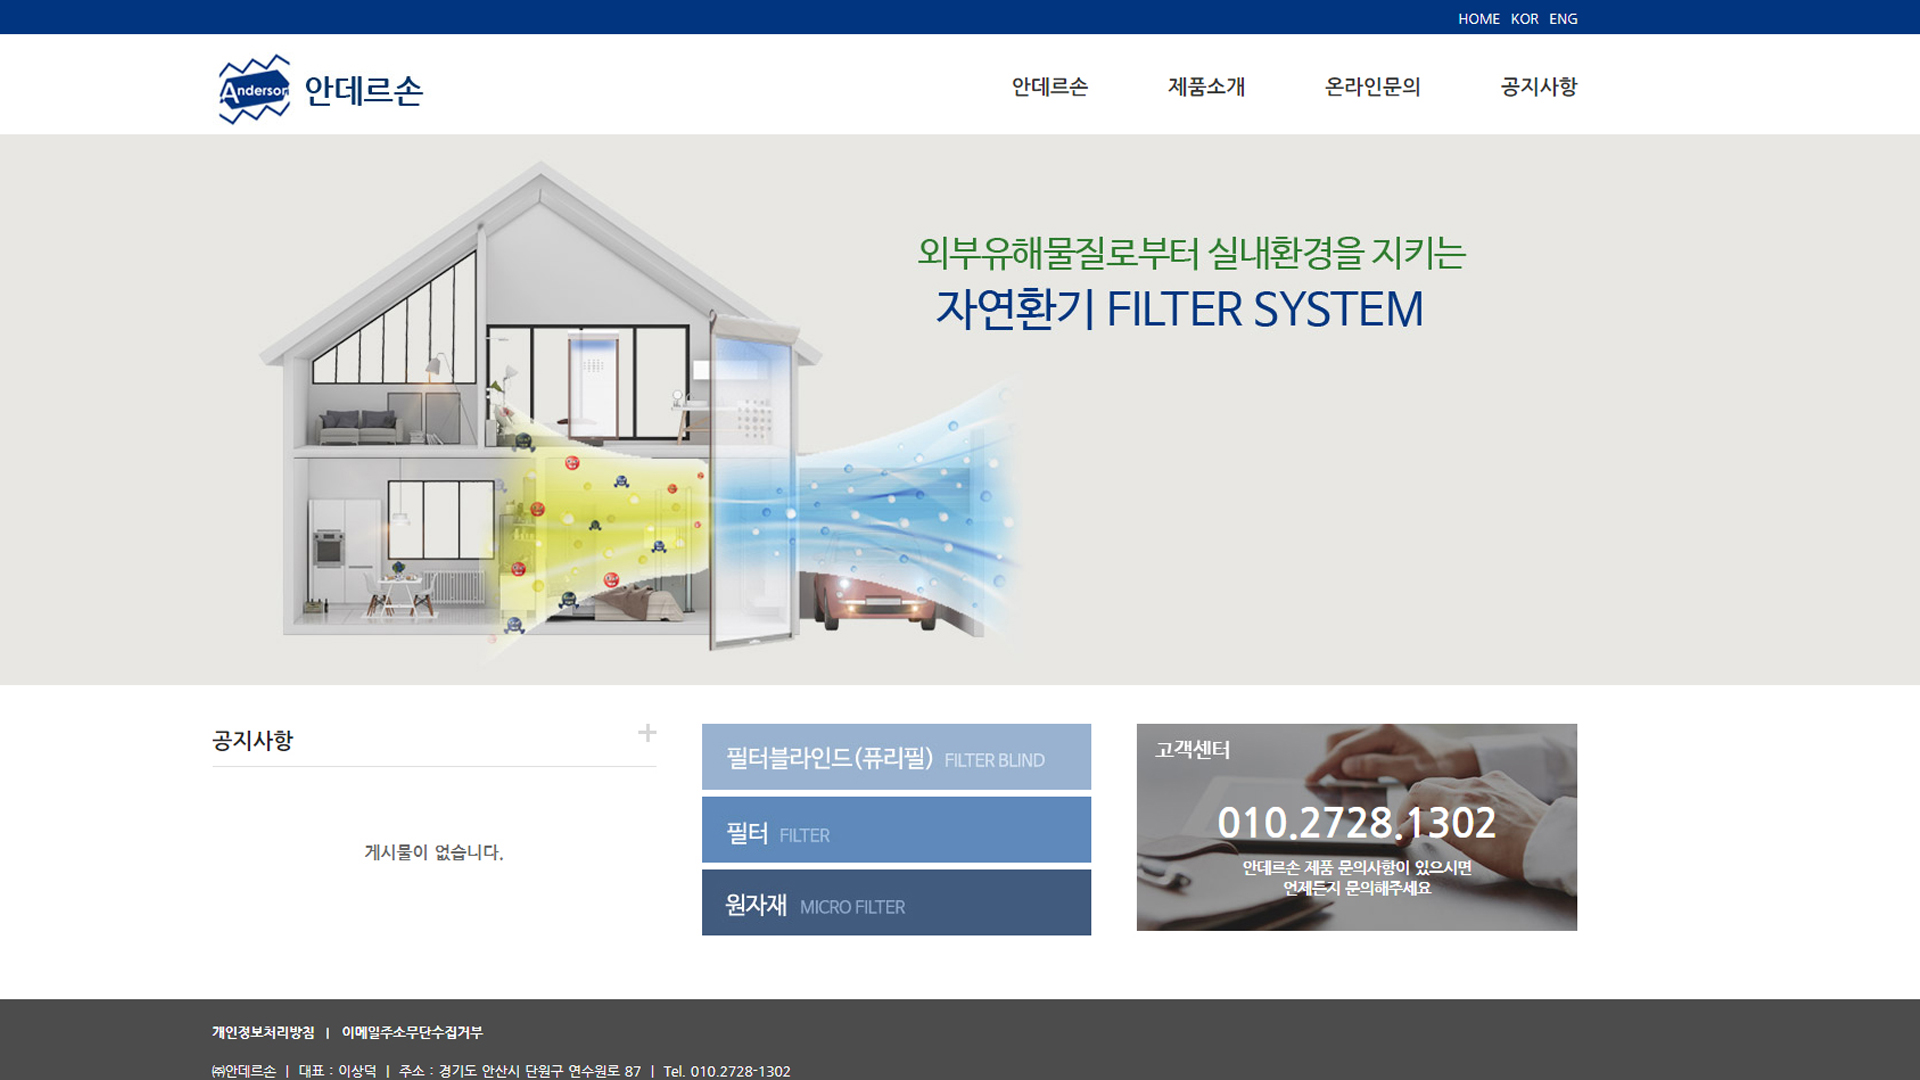 HOME KOR ENG
Anderson 안데르손
안데르손 제품소개 온라인문의 공지사항
외부유해물질로부터 실내환경을 지키는
자연환기 FILTER SYSTEM
공지사항 +
게시물이 없습니다.
필터블라인드(퓨리필) FILTER BLIND
필터 FILTER
원자재 MICRO FILTER
고객센터
010.2728.1302
안데르손 제품 문의사항이 있으시면
언제든지 문의해주세요
개인정보처리방침 | 이메일주소무단수집거부
㈜안데르손 | 대표 : 이상덕 | 주소 : 경기도 안산시 단원구 연수원로 87 | Tel. 010.2728-1302